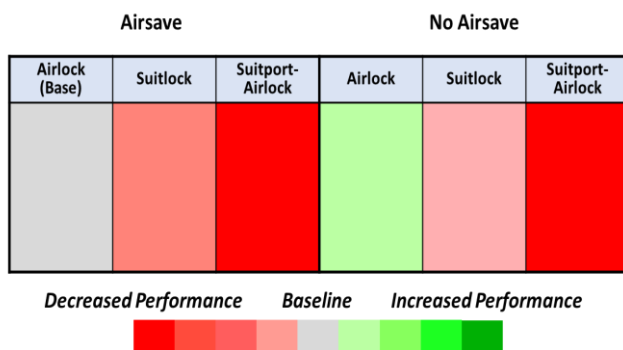 Airsave No Airsave
Airlock (Base) Suitlock Suitport-Airlock Airlock Suitlock Suitport-Airlock
Decreased Performance Baseline Increased Performance